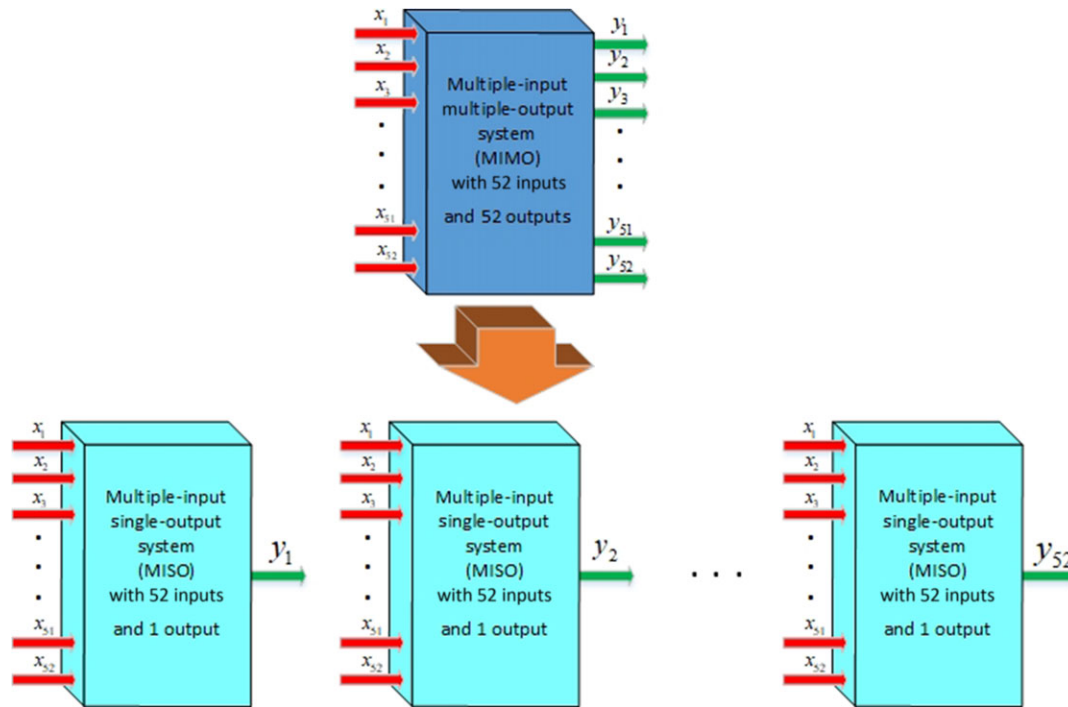 x₁
x₂
x₃
x₅₁
x₅₂
Multiple-input
multiple-output
system
(MIMO)
with 52 inputs
and 52 outputs
y₁
y₂
y₃
y₅₁
y₅₂
x₁
x₂
x₃
x₅₁
x₅₂
Multiple-input
single-output
system
(MISO)
with 52 inputs
and 1 output
y₁
x₁
x₂
x₃
x₅₁
x₅₂
Multiple-input
single-output
system
(MISO)
with 52 inputs
and 1 output
y₂
. . .
x₁
x₂
x₃
x₅₁
x₅₂
Multiple-input
single-output
system
(MISO)
with 52 inputs
and 1 output
y₅₂